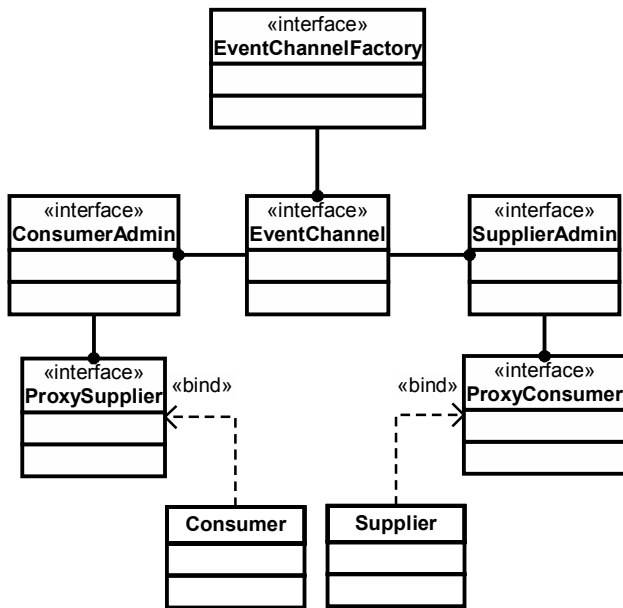 «interface»
EventChannelFactory
«interface»
ConsumerAdmin
«interface»
EventChannel
«interface»
SupplierAdmin
«interface»
ProxySupplier
«bind»
«bind»
«interface»
ProxyConsumer
Consumer
Supplier